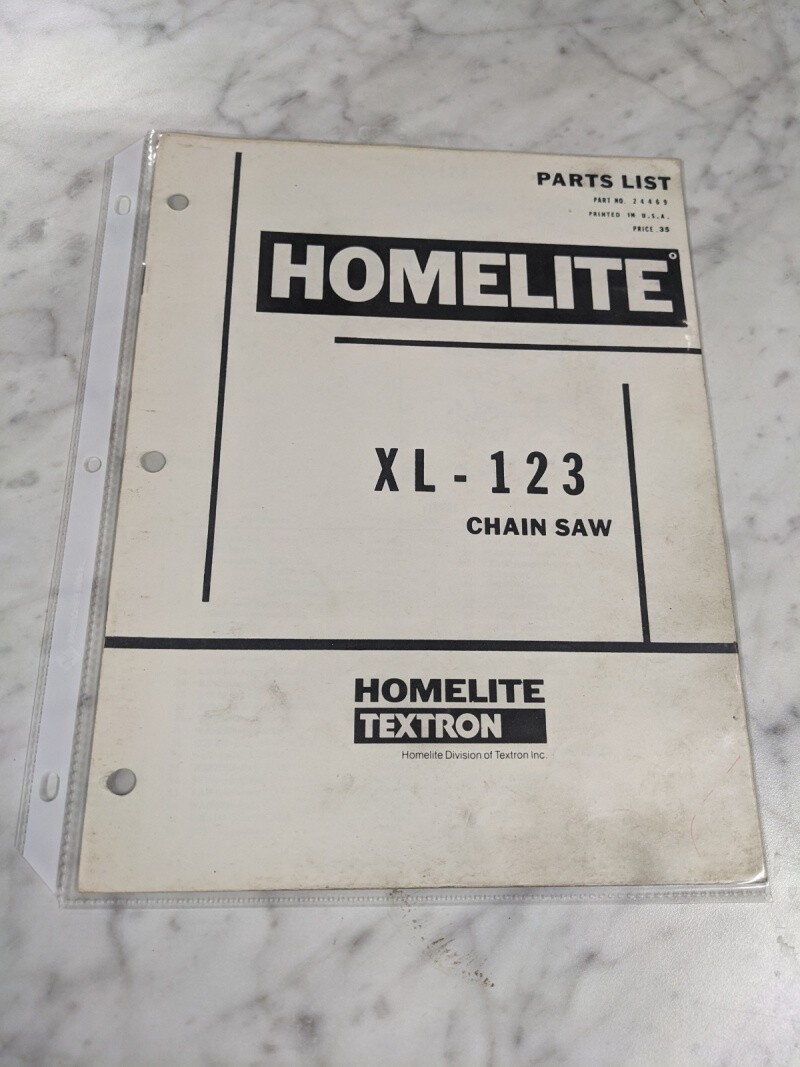 PARTS LIST
PART NO. 24469
PRINTED IN U.S.A.
PRICE .35
HOMELITE®
XL-123
CHAIN SAW
HOMELITE
TEXTRON
Homelite Division of Textron Inc.